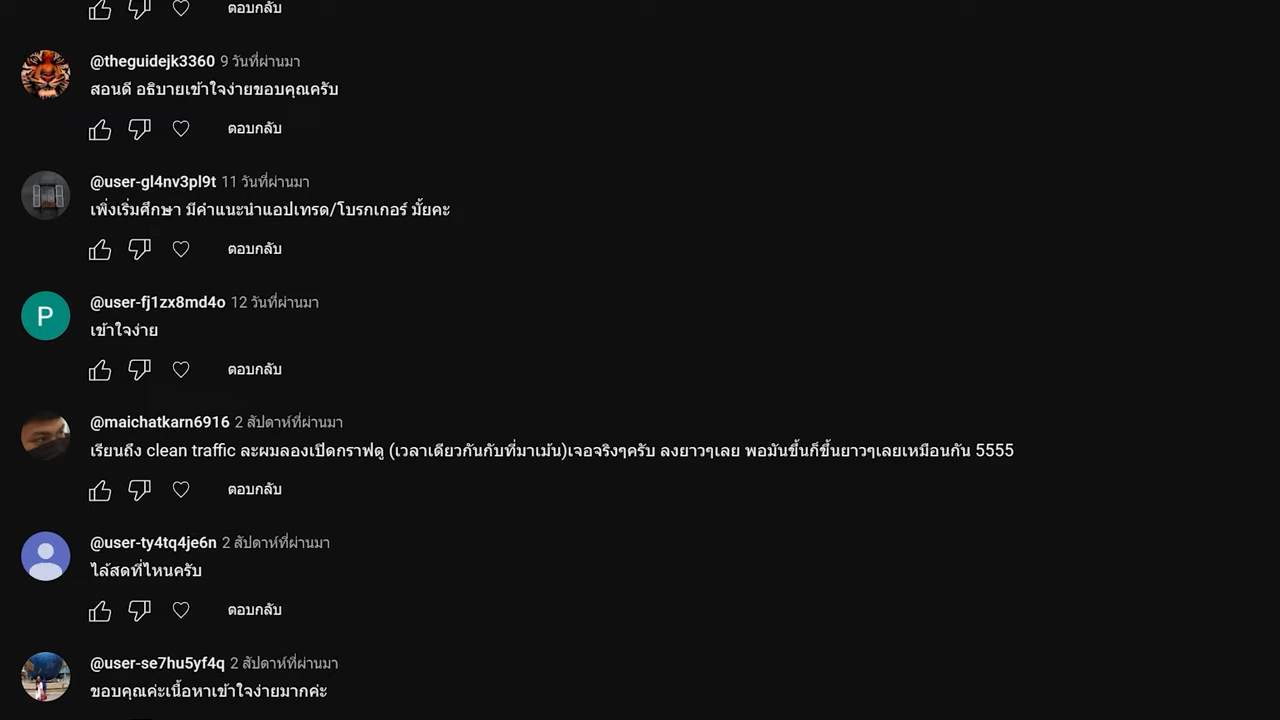 ตอบกลับ
@theguidejk3360 9 วันที่ผ่านมา
สอนดี อธิบายเข้าใจง่ายขอบคุณครับ
ตอบกลับ
@user-gl4nv3pl9t 11 วันที่ผ่านมา
เพิ่งเริ่มศึกษา มีคำแนะนำแอปเทรด/โบรกเกอร์ มั้ยคะ
ตอบกลับ
P
@user-fj1zx8md4o 12 วันที่ผ่านมา
เข้าใจง่าย
ตอบกลับ
@maichatkarn6916 2 สัปดาห์ที่ผ่านมา
เรียนถึง clean traffic ละผมลองเปิดกราฟดู (เวลาเดียวกันกับที่มาเม้น)เจอจริงๆครับ ลงยาวๆเลย พอมันขึ้นก็ขึ้นยาวๆเลยเหมือนกัน 5555
ตอบกลับ
@user-ty4tq4je6n 2 สัปดาห์ที่ผ่านมา
ไล้สดที่ไหนครับ
ตอบกลับ
@user-se7hu5yf4q 2 สัปดาห์ที่ผ่านมา
ขอบคุณค่ะเนื้อหาเข้าใจง่ายมากค่ะ